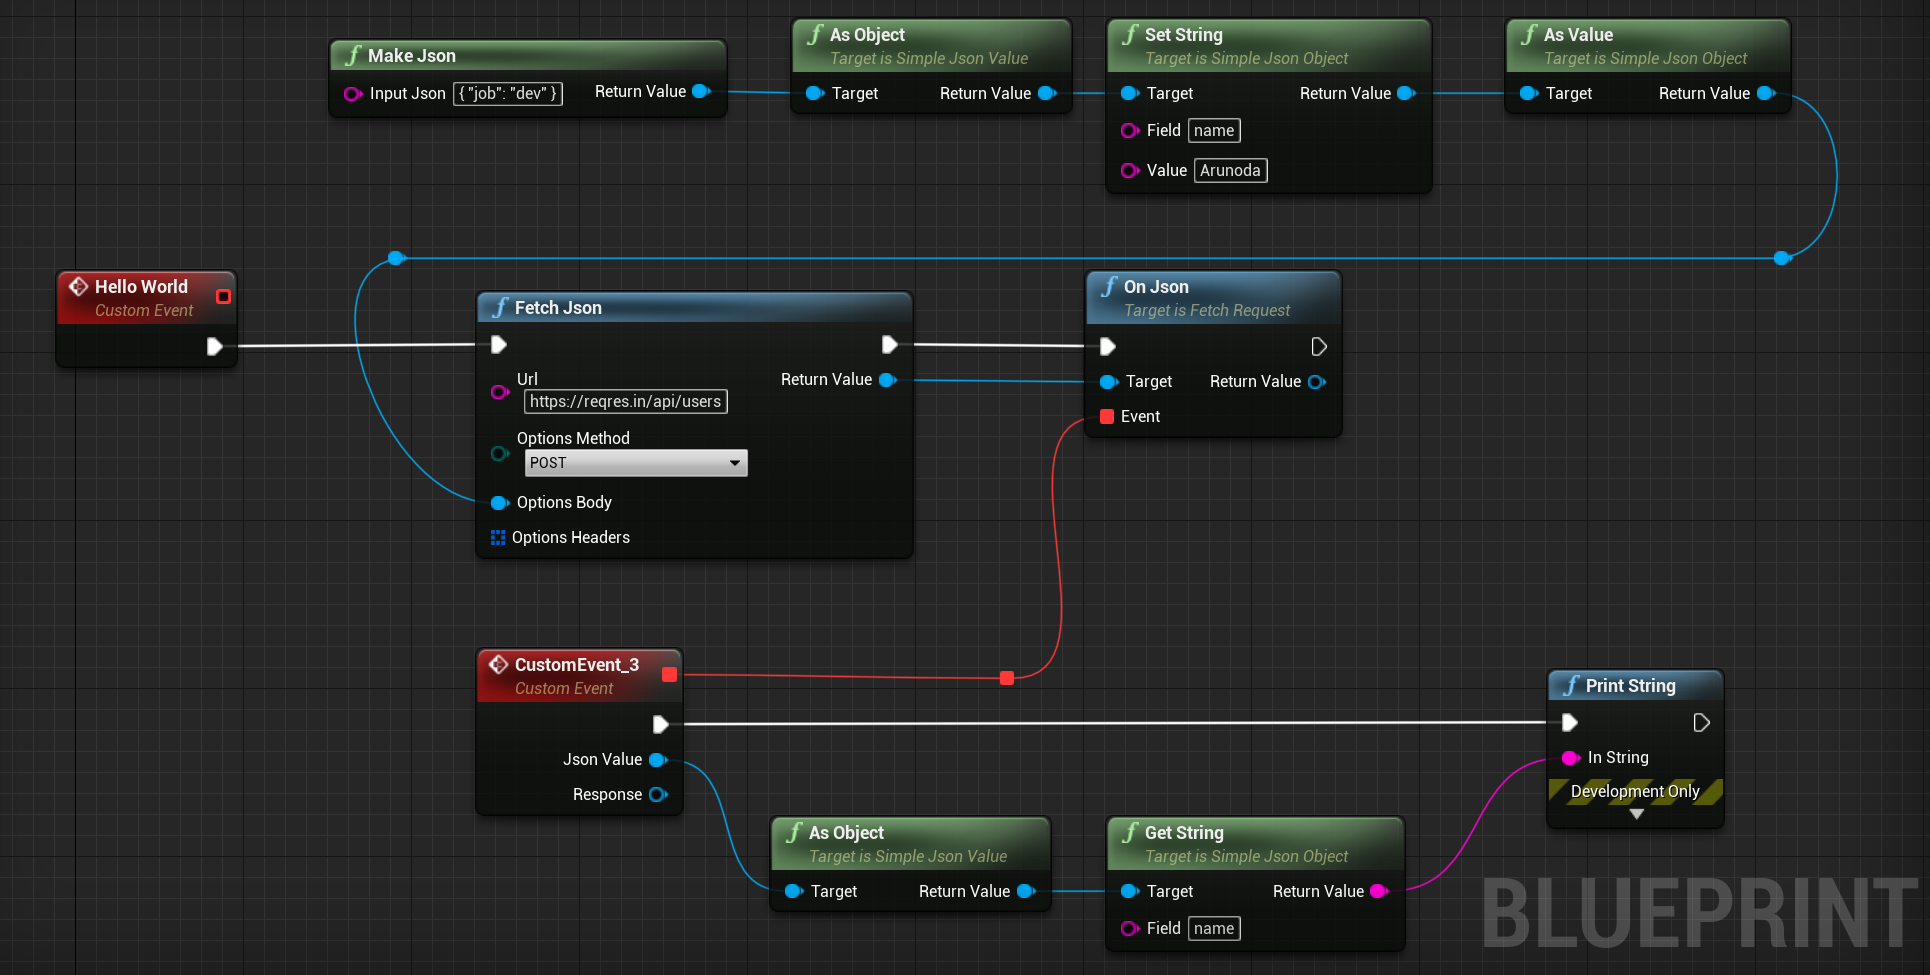 Make Json
Input Json { "job": "dev" } Return Value
As Object
Target is Simple Json Value
Target Return Value
Set String
Target is Simple Json Object
Target Return Value
Field name
Value Arunoda
As Value
Target is Simple Json Object
Target Return Value
Hello World
Custom Event
Fetch Json
Url
https://reqres.in/api/users
Return Value
Options Method
POST
Options Body
Options Headers
On Json
Target is Fetch Request
Target Return Value
Event
CustomEvent_3
Custom Event
Json Value
Response
As Object
Target is Simple Json Value
Target Return Value
Get String
Target is Simple Json Object
Target Return Value
Field name
Print String
In String
Development Only
BLUEPRINT